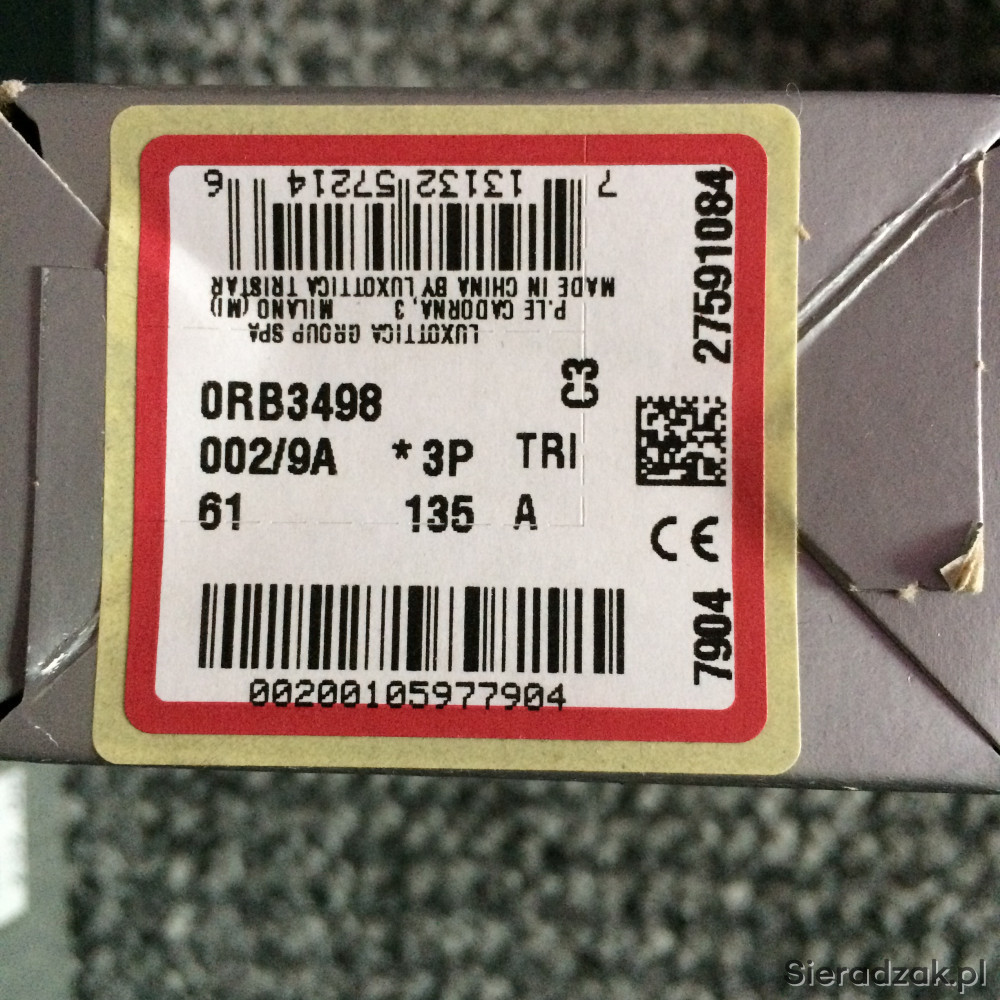 7 13132 57214 6
MADE IN CHINA BY LUXOTTICA TRISTAR
P.LE CADORNA, 3 MILANO (MI)
LUXOTTICA GROUP SPA
27591084
0RB3498
C3
002/9A * 3P TRI
61 135 A
CE
7904
00200105977904
Sieradzak.pl